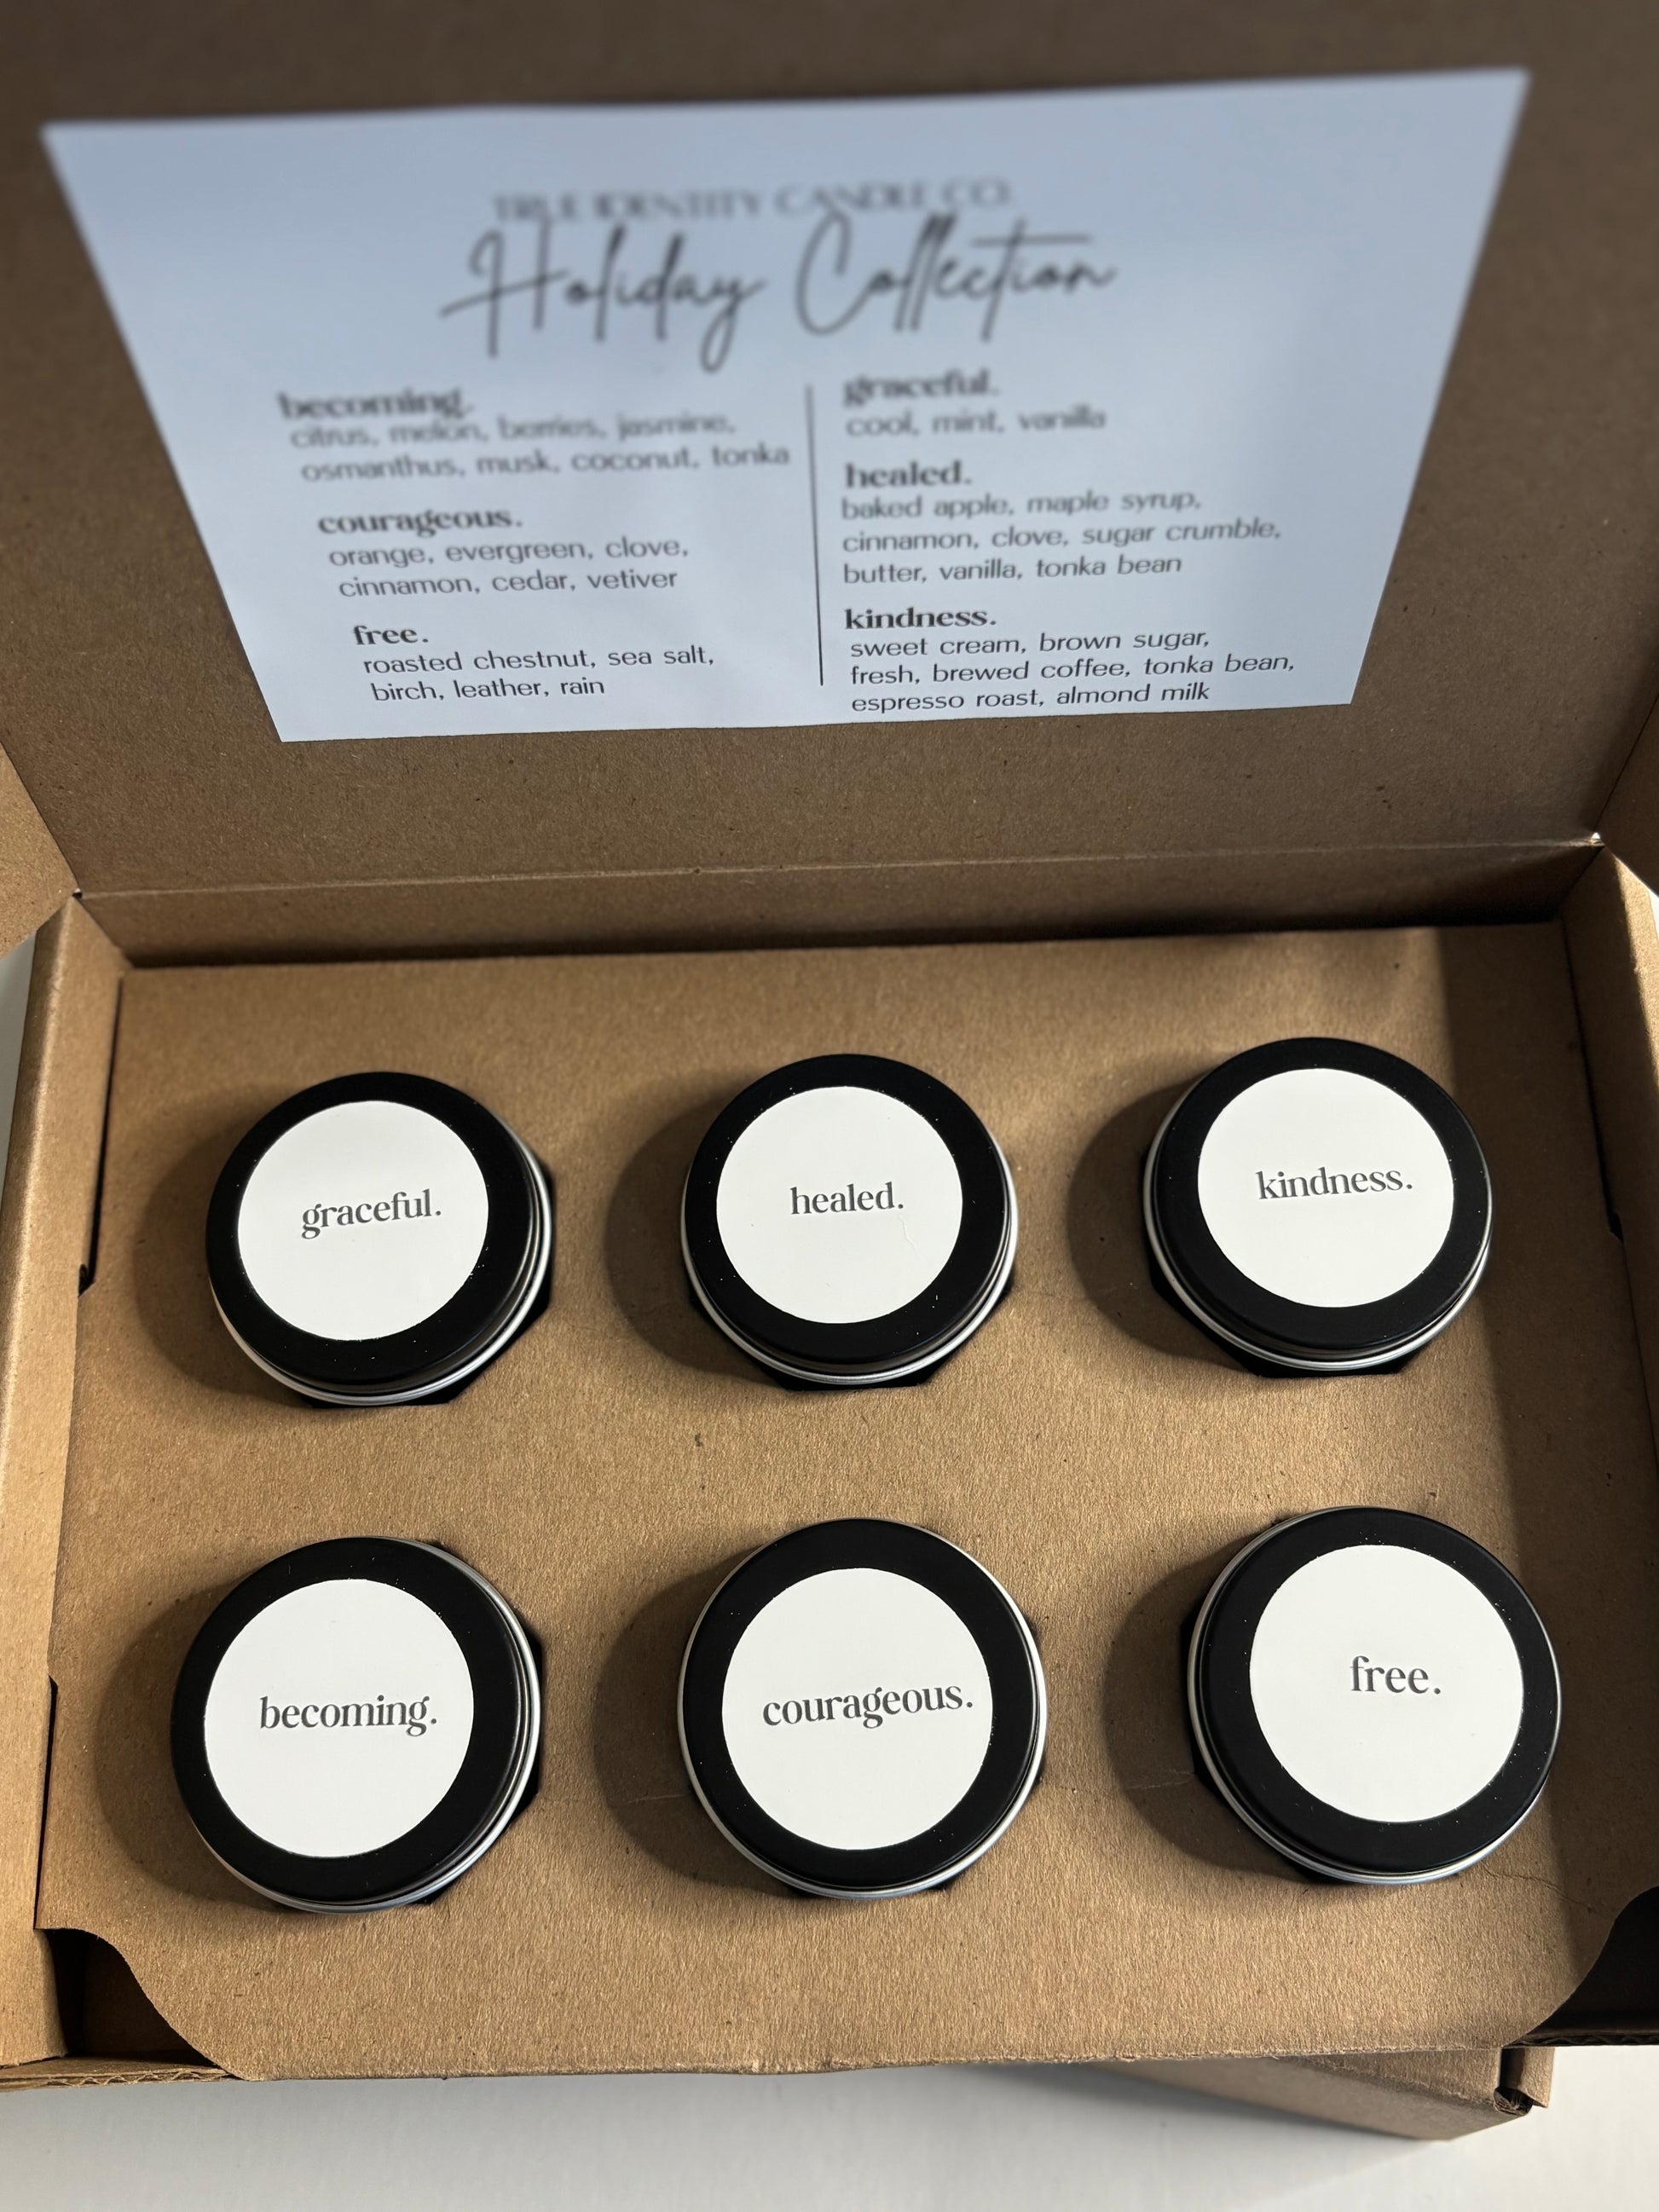 TRUE IDENTITY CANDLE CO.
Holiday Collection
becoming.
citrus, melon, berries, jasmine,
osmanthus, musk, coconut, tonka
courageous.
orange, evergreen, clove,
cinnamon, cedar, vetiver
free.
roasted chestnut, sea salt,
birch, leather, rain
graceful.
cool, mint, vanilla
healed.
baked apple, maple syrup,
cinnamon, clove, sugar crumble,
butter, vanilla, tonka bean
kindness.
sweet cream, brown sugar,
fresh, brewed coffee, tonka bean,
espresso roast, almond milk
graceful.
healed.
kindness.
becoming.
courageous.
free.